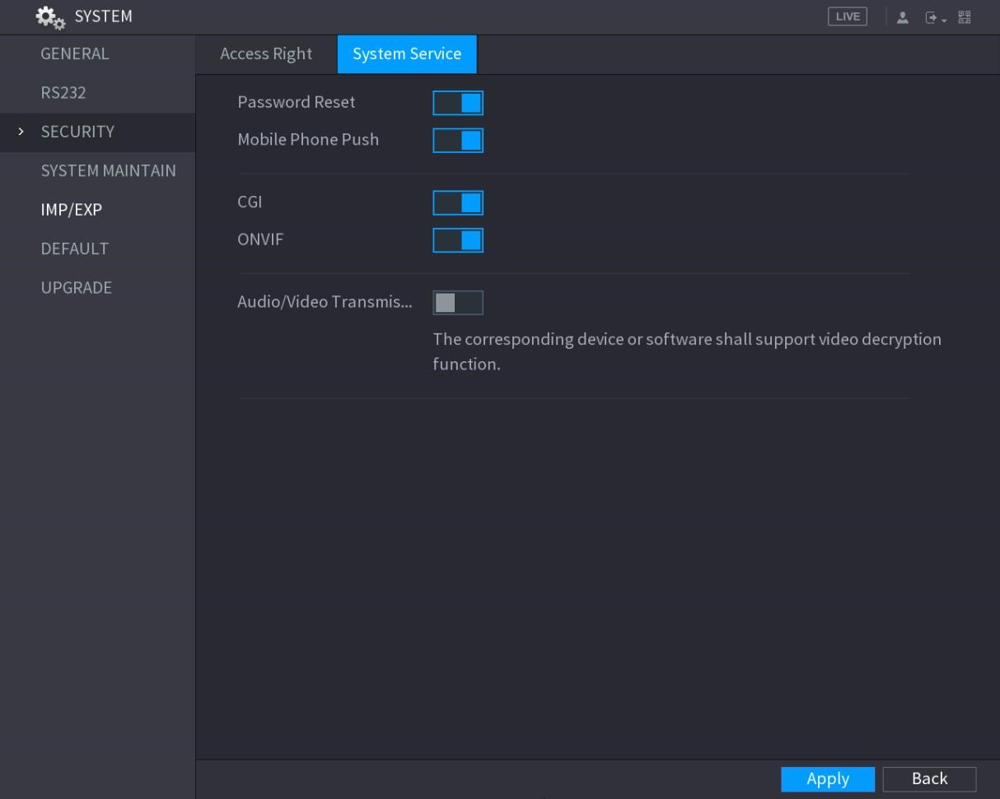 SYSTEM
LIVE
GENERAL
RS232
SECURITY
SYSTEM MAINTAIN
IMP/EXP
DEFAULT
UPGRADE
Access Right
System Service
Password Reset
Mobile Phone Push
CGI
ONVIF
Audio/Video Transmis...
The corresponding device or software shall support video decryption
function.
Apply
Back